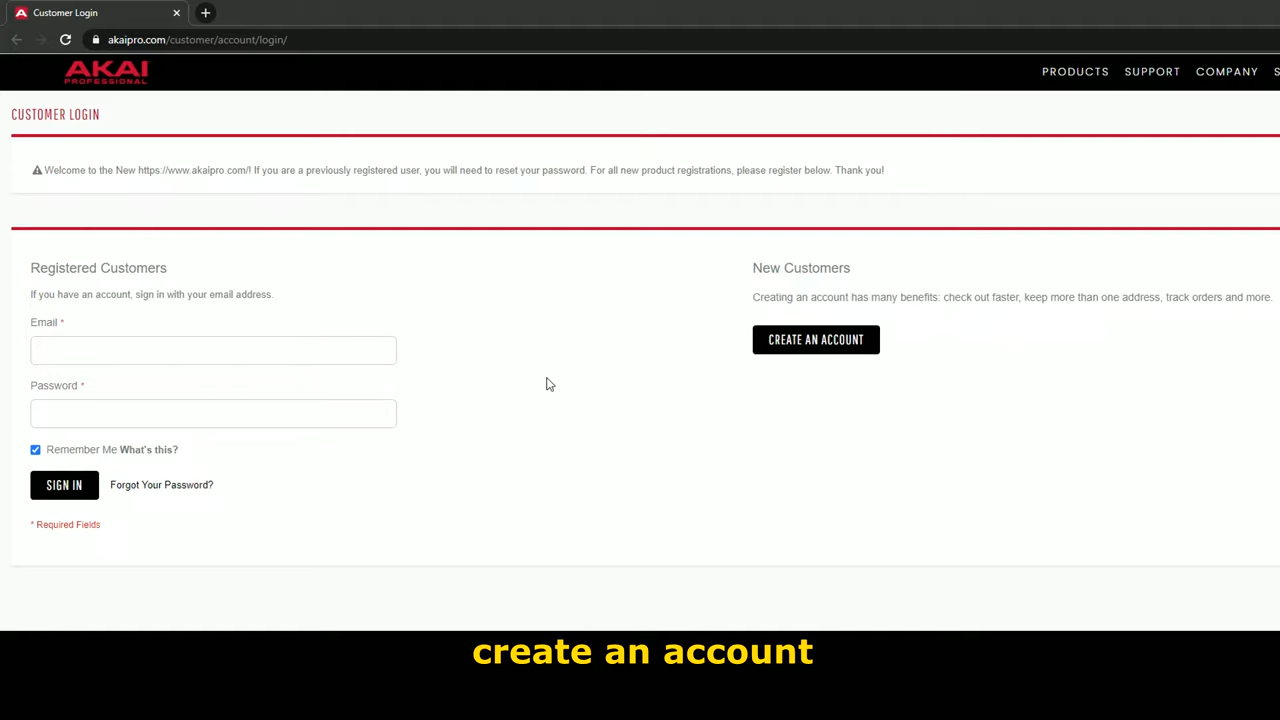 Customer Login
akaipro.com/customer/account/login/
AKAI
PROFESSIONAL
PRODUCTS SUPPORT COMPANY S
CUSTOMER LOGIN
Welcome to the New https://www.akaipro.com/! If you are a previously registered user, you will need to reset your password. For all new product registrations, please register below. Thank you!
Registered Customers
If you have an account, sign in with your email address.
Email *
Password *
Remember Me What's this?
SIGN IN Forgot Your Password?
* Required Fields
New Customers
Creating an account has many benefits: check out faster, keep more than one address, track orders and more.
CREATE AN ACCOUNT
create an account